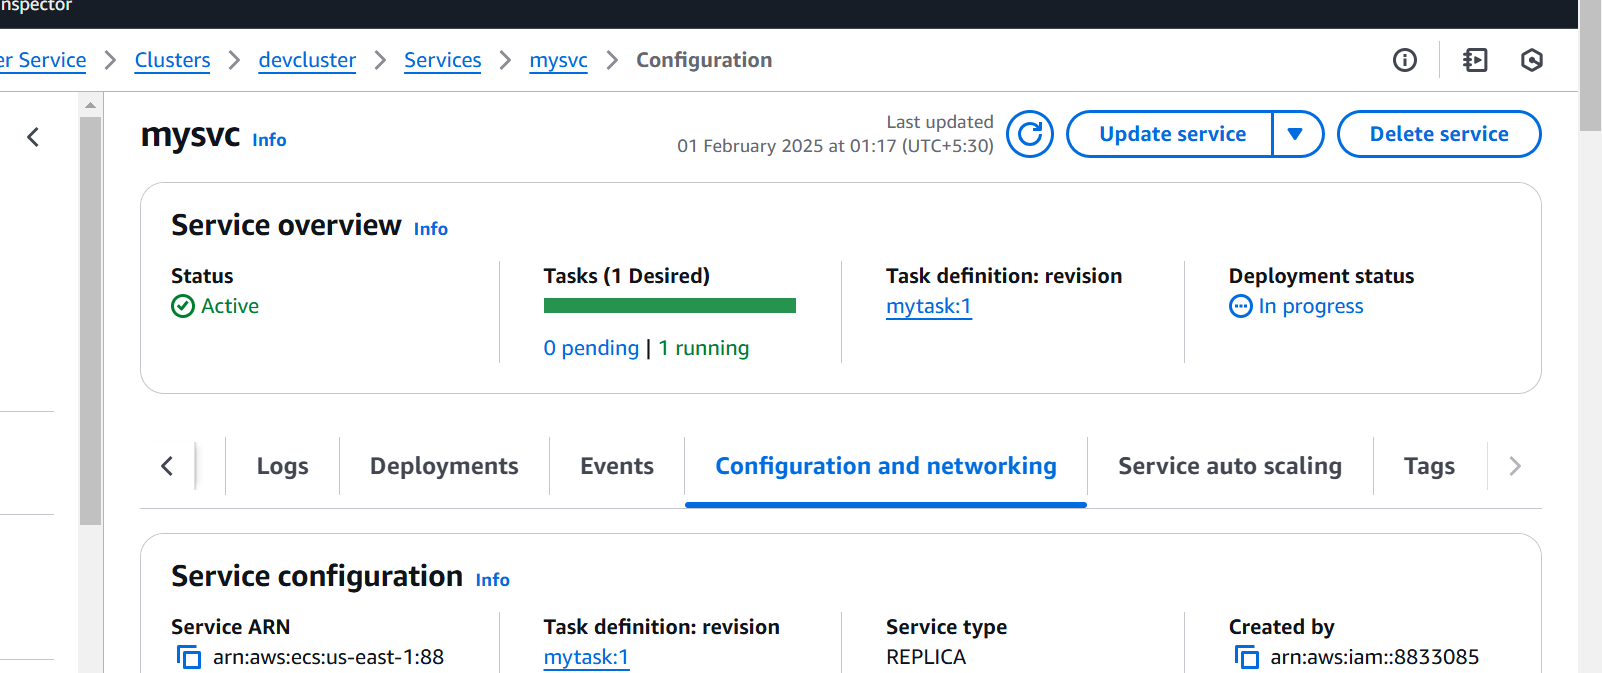 nspector
er Service > Clusters > devcluster > Services > mysvc > Configuration
mysvc Info
Last updated
01 February 2025 at 01:17 (UTC+5:30)
Update service
Delete service
Service overview Info
Status
Active
Tasks (1 Desired)
0 pending | 1 running
Task definition: revision
mytask:1
Deployment status
In progress
Logs
Deployments
Events
Configuration and networking
Service auto scaling
Tags
Service configuration Info
Service ARN
arn:aws:ecs:us-east-1:88
Task definition: revision
mytask:1
Service type
REPLICA
Created by
arn:aws:iam::8833085